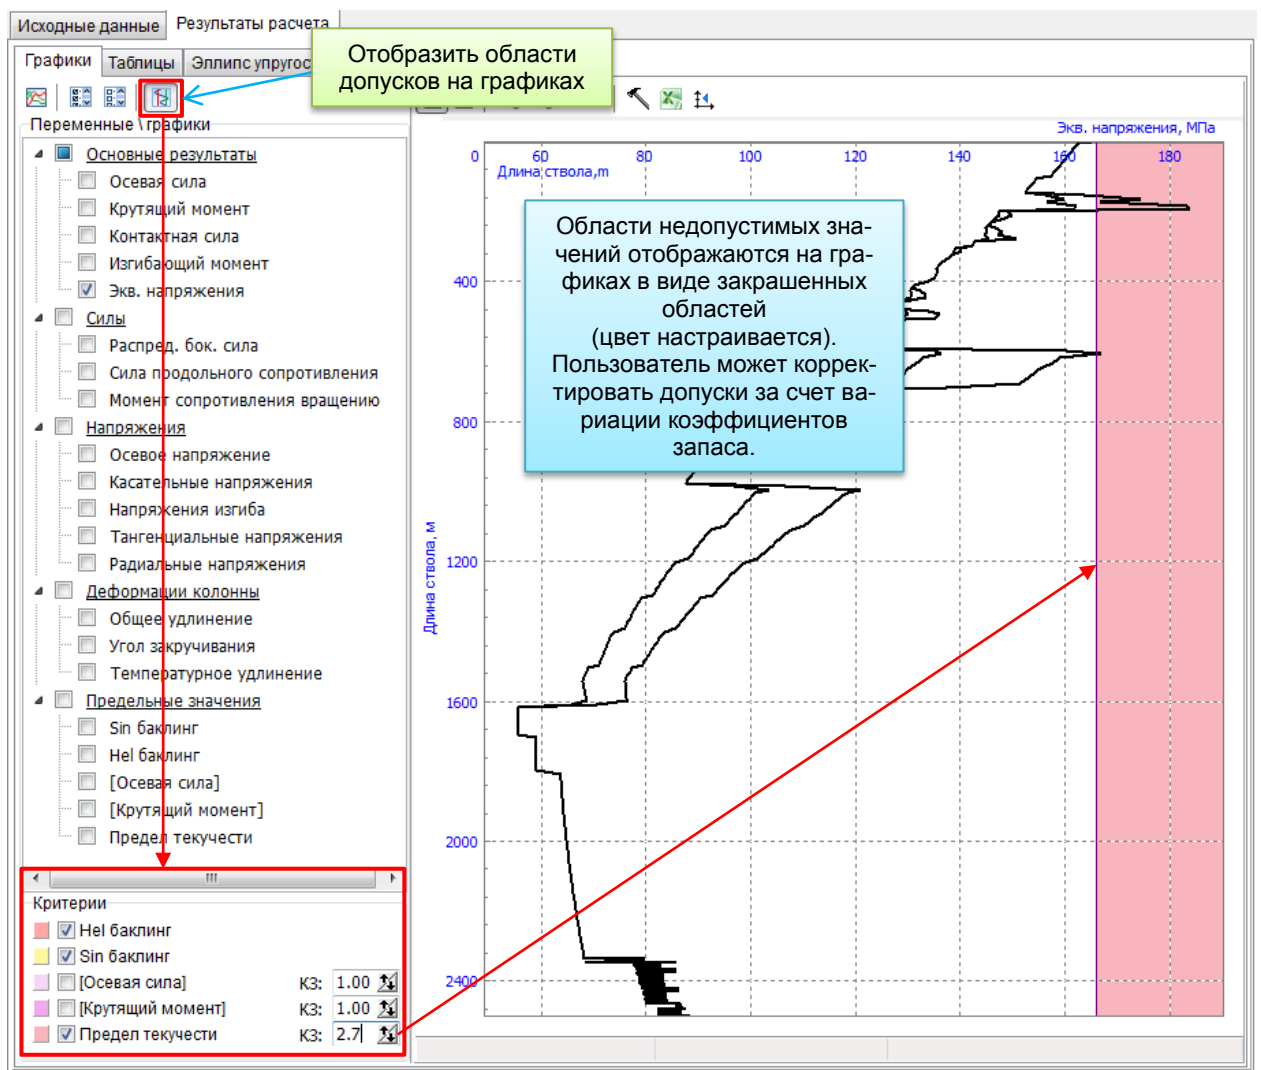 Исходные данные
Результаты расчета
Графики
Таблицы
Эллипс упругос
Отобразить области
допусков на графиках
Переменные \ графики
Основные результаты
Осевая сила
Крутящий момент
Контактная сила
Изгибающий момент
Экв. напряжения
Силы
Распред. бок. сила
Сила продольного сопротивления
Момент сопротивления вращению
Напряжения
Осевое напряжение
Касательные напряжения
Напряжения изгиба
Тангенциальные напряжения
Радиальные напряжения
Деформации колонны
Общее удлинение
Угол закручивания
Температурное удлинение
Предельные значения
Sin баклинг
Hel баклинг
[Осевая сила]
[Крутящий момент]
Предел текучести
Критерии
Hel баклинг
Sin баклинг
[Осевая сила] КЗ: 1.00
[Крутящий момент] КЗ: 1.00
Предел текучести КЗ: 2.7
Экв. напряжения, МПа
0 60 80 100 120 140 160 180
Длина ствола,m
Области недопустимых зна-
чений отображаются на гра-
фиках в виде закрашенных
областей
(цвет настраивается).
Пользователь может коррек-
тировать допуски за счет ва-
риации коэффициентов
запаса.
400
800
1200
1600
2000
2400
Длина ствола, м